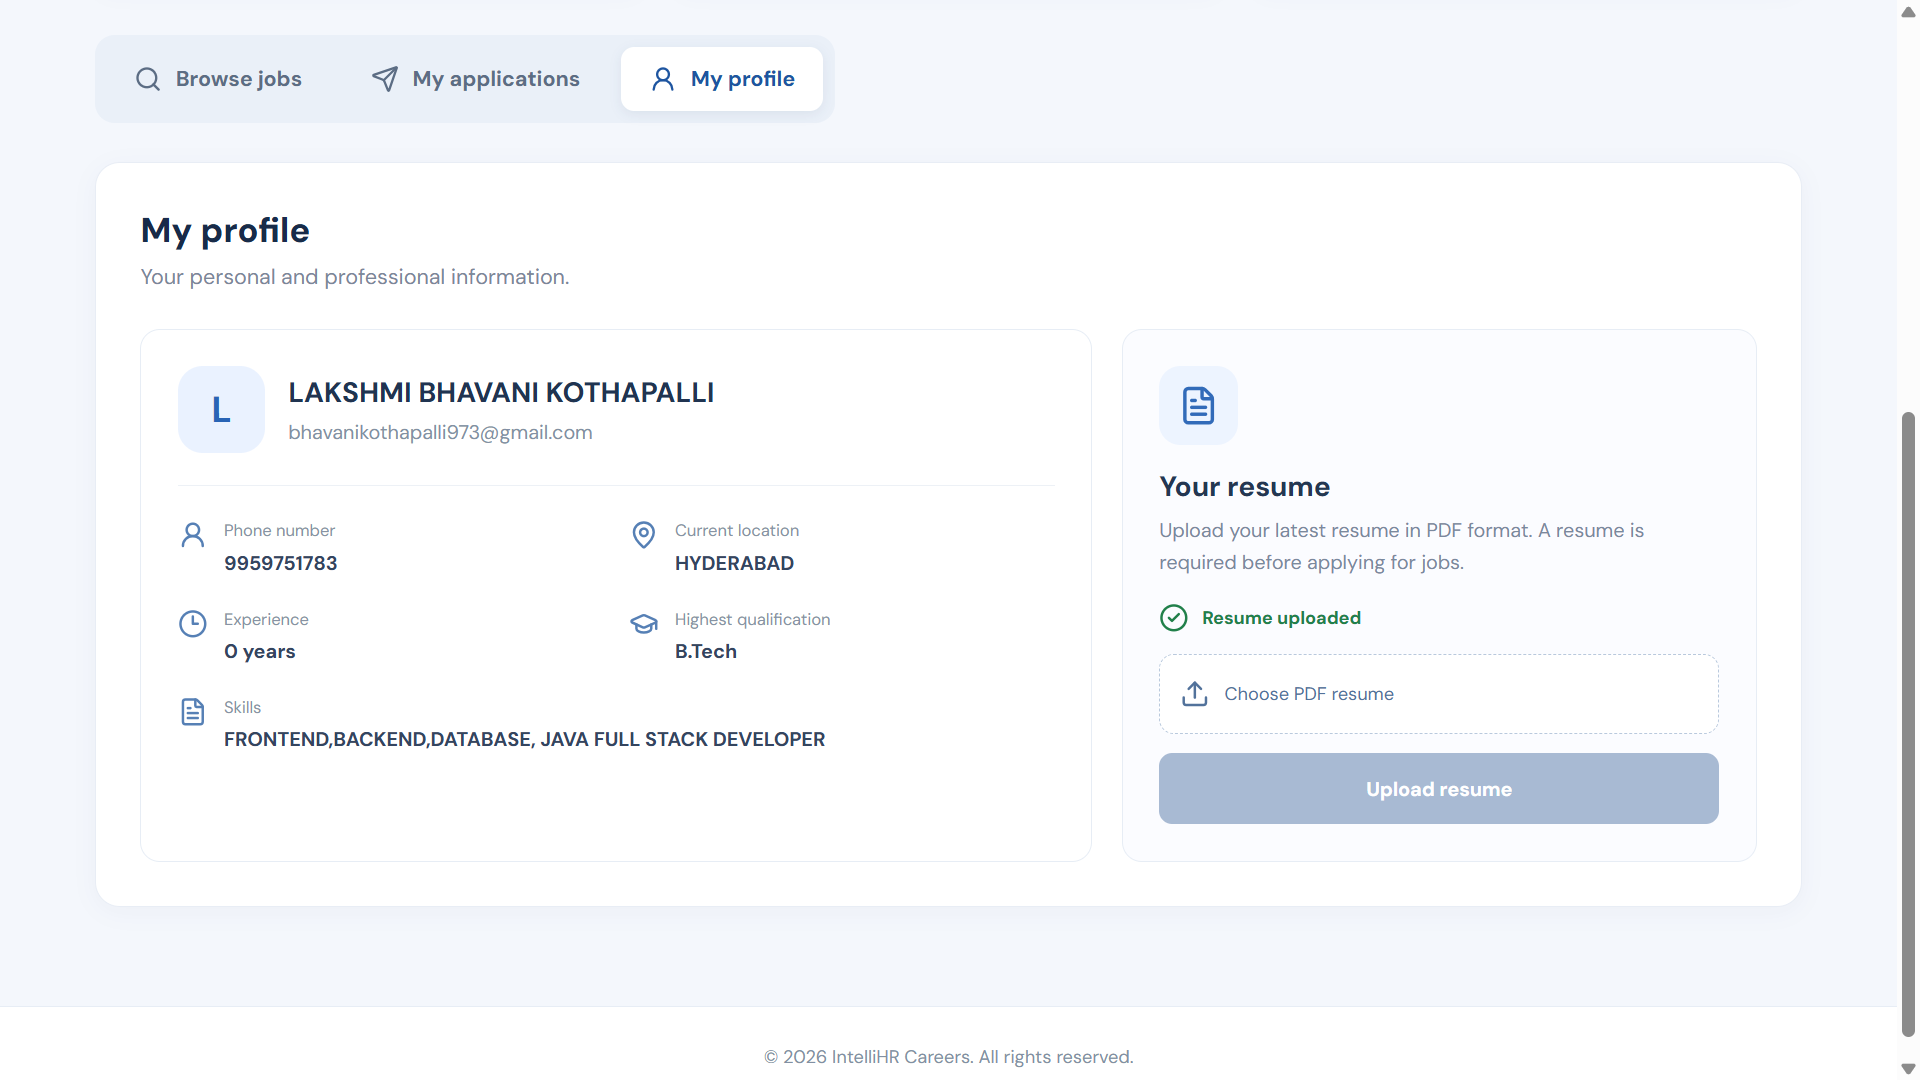 Browse jobs
My applications
My profile
My profile
Your personal and professional information.
L
LAKSHMI BHAVANI KOTHAPALLI
bhavanikothapalli973@gmail.com
Phone number
9959751783
Current location
HYDERABAD
Experience
0 years
Highest qualification
B.Tech
Skills
FRONTEND,BACKEND,DATABASE, JAVA FULL STACK DEVELOPER
Your resume
Upload your latest resume in PDF format. A resume is
required before applying for jobs.
Resume uploaded
Choose PDF resume
Upload resume
© 2026 IntelliHR Careers. All rights reserved.